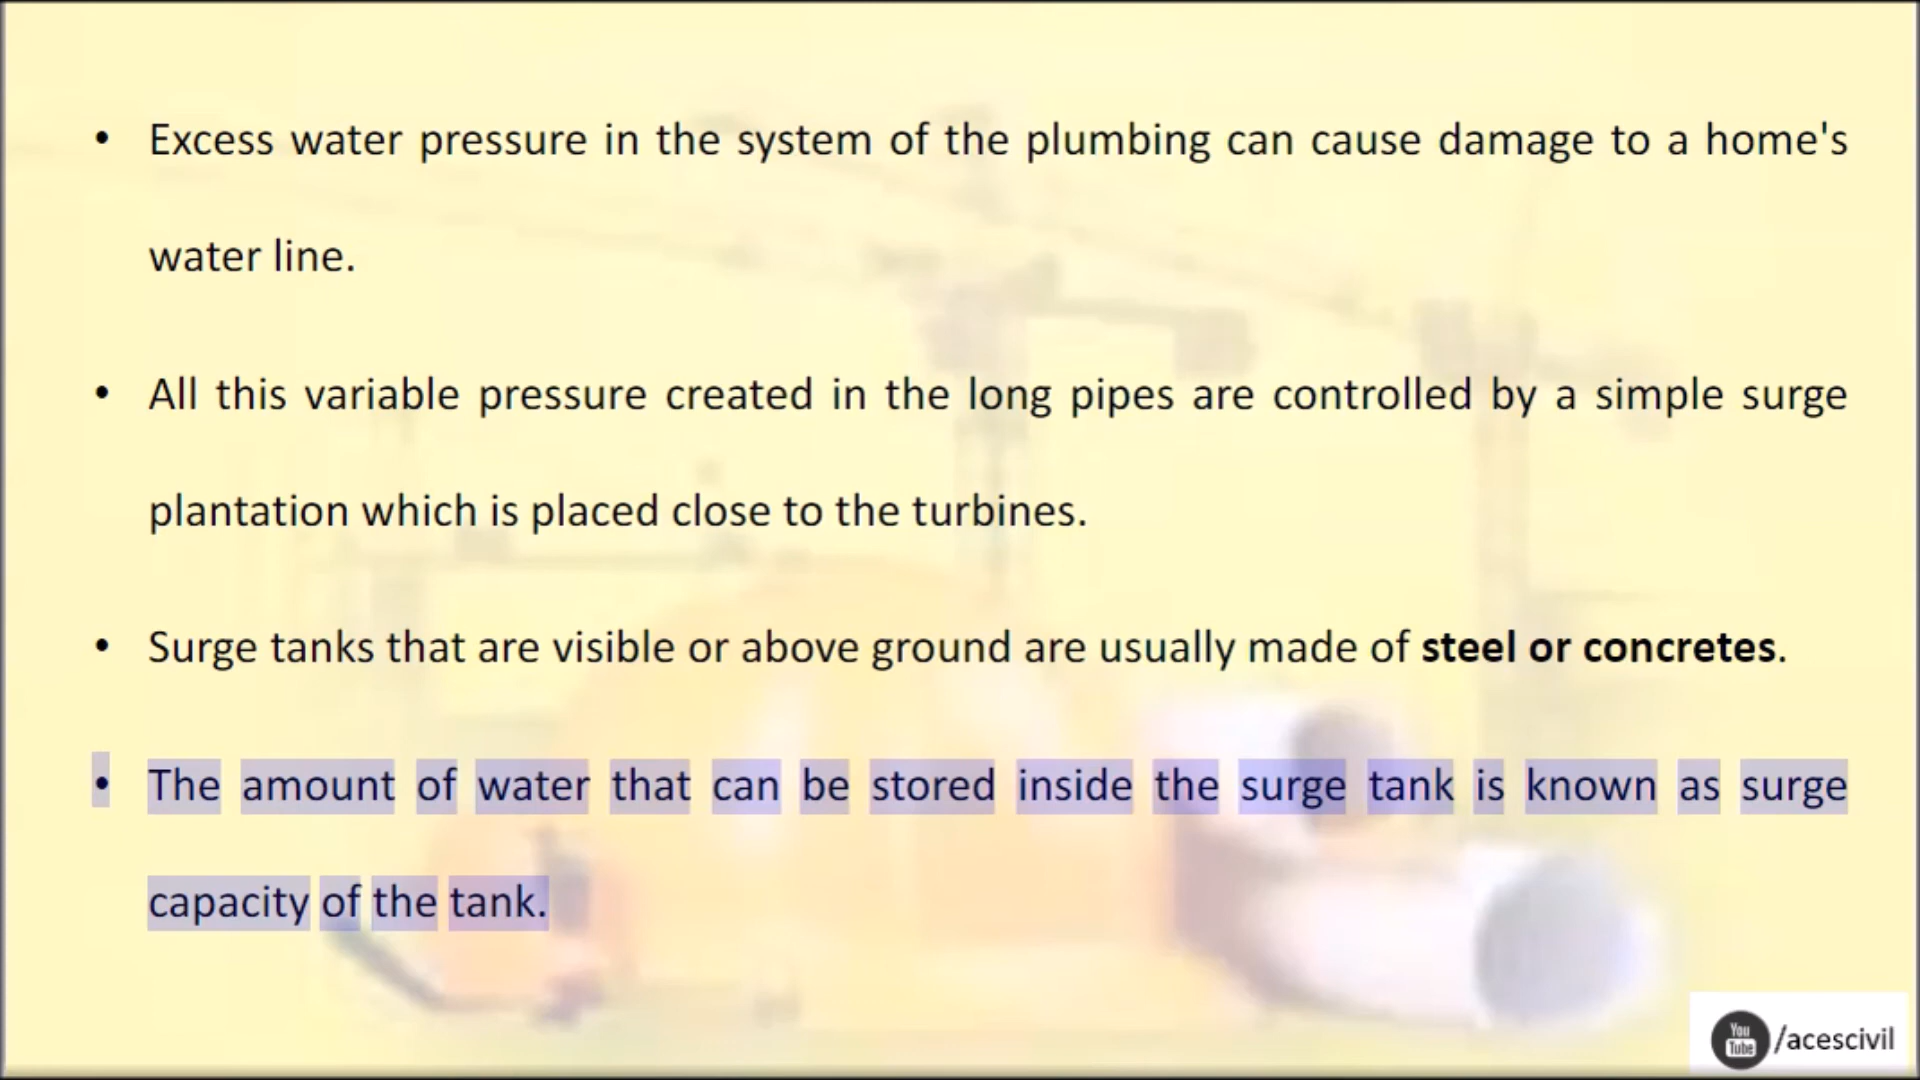 • Excess water pressure in the system of the plumbing can cause damage to a home's
water line.
• All this variable pressure created in the long pipes are controlled by a simple surge
plantation which is placed close to the turbines.
• Surge tanks that are visible or above ground are usually made of steel or concretes.
• The amount of water that can be stored inside the surge tank is known as surge
capacity of the tank.
You
Tube /acescivil